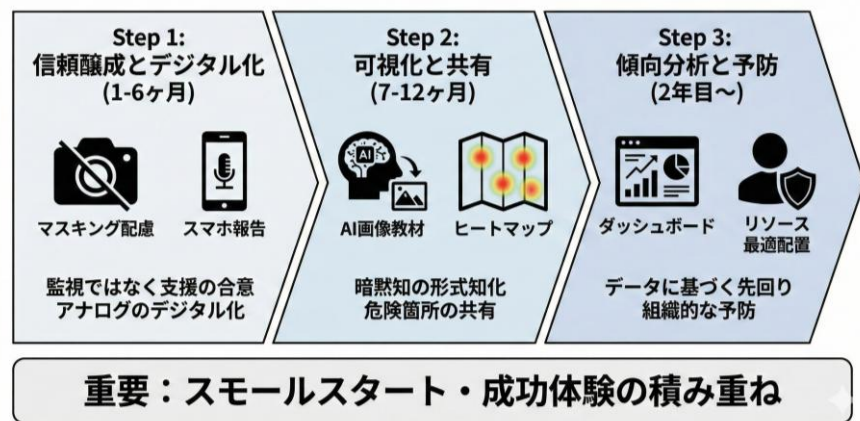 Step 1:
信頼醸成とデジタル化
(1-6ヶ月)
マスキング配慮
スマホ報告
監視ではなく支援の合意
アナログのデジタル化
Step 2:
可視化と共有
(7-12ヶ月)
AI
AI画像教材
ヒートマップ
暗黙知の形式知化
危険箇所の共有
Step 3:
傾向分析と予防
(2年目～)
ダッシュボード
リソース
最適配置
データに基づく先回り
組織的な予防
重要：スモールスタート・成功体験の積み重ね